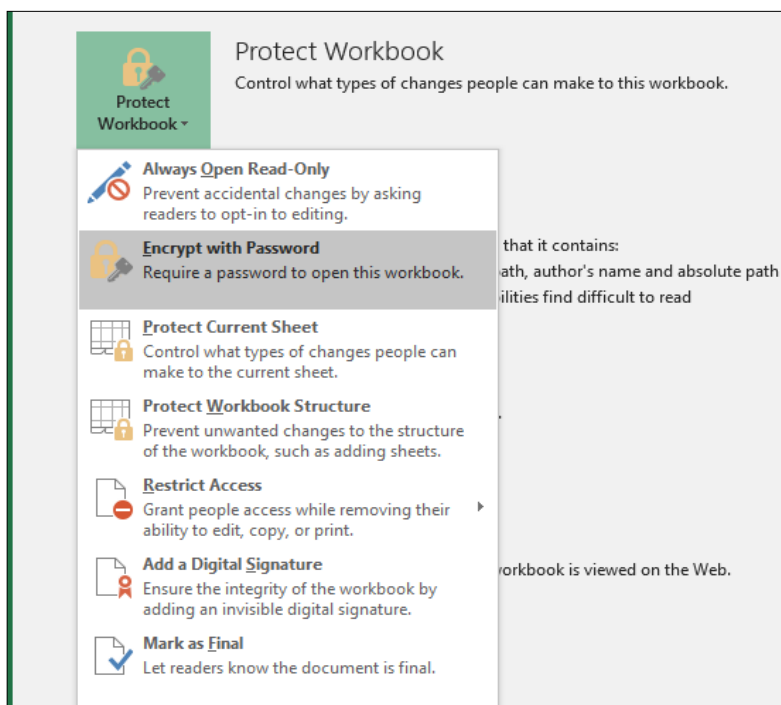 Protect Workbook
Control what types of changes people can make to this workbook.
Protect
Workbook
Always Open Read-Only
Prevent accidental changes by asking
readers to opt-in to editing.
Encrypt with Password
Require a password to open this workbook.
Protect Current Sheet
Control what types of changes people can
make to the current sheet.
Protect Workbook Structure
Prevent unwanted changes to the structure
of the workbook, such as adding sheets.
Restrict Access
Grant people access while removing their
ability to edit, copy, or print.
Add a Digital Signature
Ensure the integrity of the workbook by
adding an invisible digital signature.
Mark as Final
Let readers know the document is final.
that it contains:
author's name and absolute path
find difficult to read
is viewed on the Web.